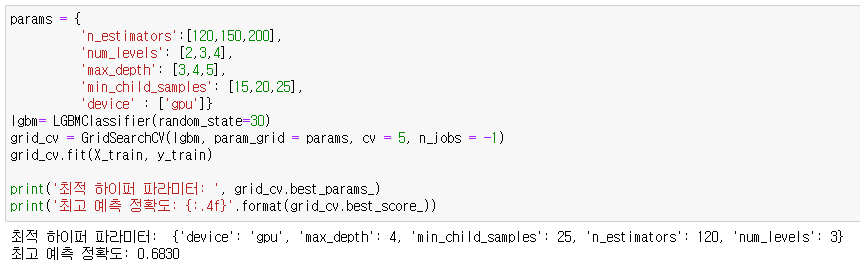 params = {
'n_estimators':[120,150,200],
'num_levels': [2,3,4],
'max_depth': [3,4,5],
'min_child_samples': [15,20,25],
'device' : ['gpu']}
lgbm= LGBMClassifier(random_state=30)
grid_cv = GridSearchCV(lgbm, param_grid = params, cv = 5, n_jobs = -1)
grid_cv.fit(X_train, y_train)

print('최적 하이퍼 파라미터: ', grid_cv.best_params_)
print('최고 예측 정확도: {:.4f}'.format(grid_cv.best_score_))
최적 하이퍼 파라미터:  {'device': 'gpu', 'max_depth': 4, 'min_child_samples': 25, 'n_estimators': 120, 'num_levels': 3}
최고 예측 정확도: 0.6830